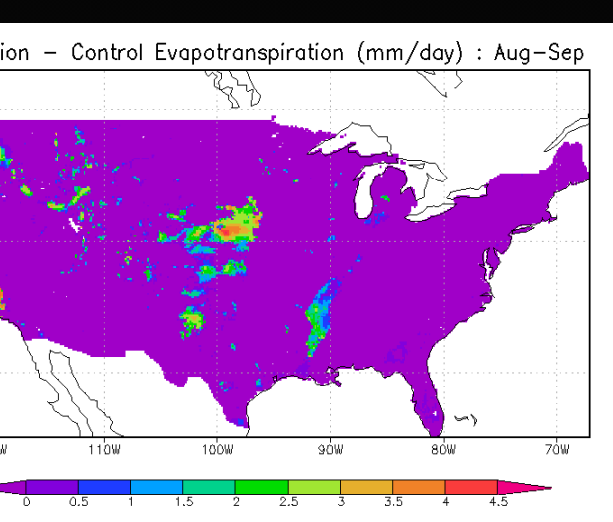 ion – Control Evapotranspiration (mm/day) : Aug-Sep
W 110W 100W 90W 80W 70W
0 0.5 1 1.5 2 2.5 3 3.5 4 4.5